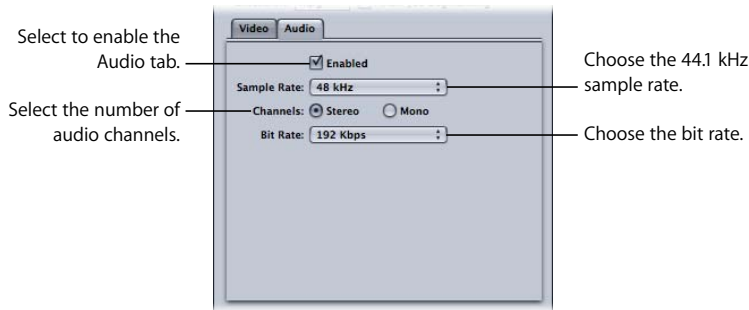 Video Audio
Select to enable the
Audio tab.
Enabled
Choose the 44.1 kHz
sample rate.
Sample Rate: 48 kHz
Select the number of
audio channels.
Channels: Stereo Mono
Bit Rate: 192 Kbps
Choose the bit rate.